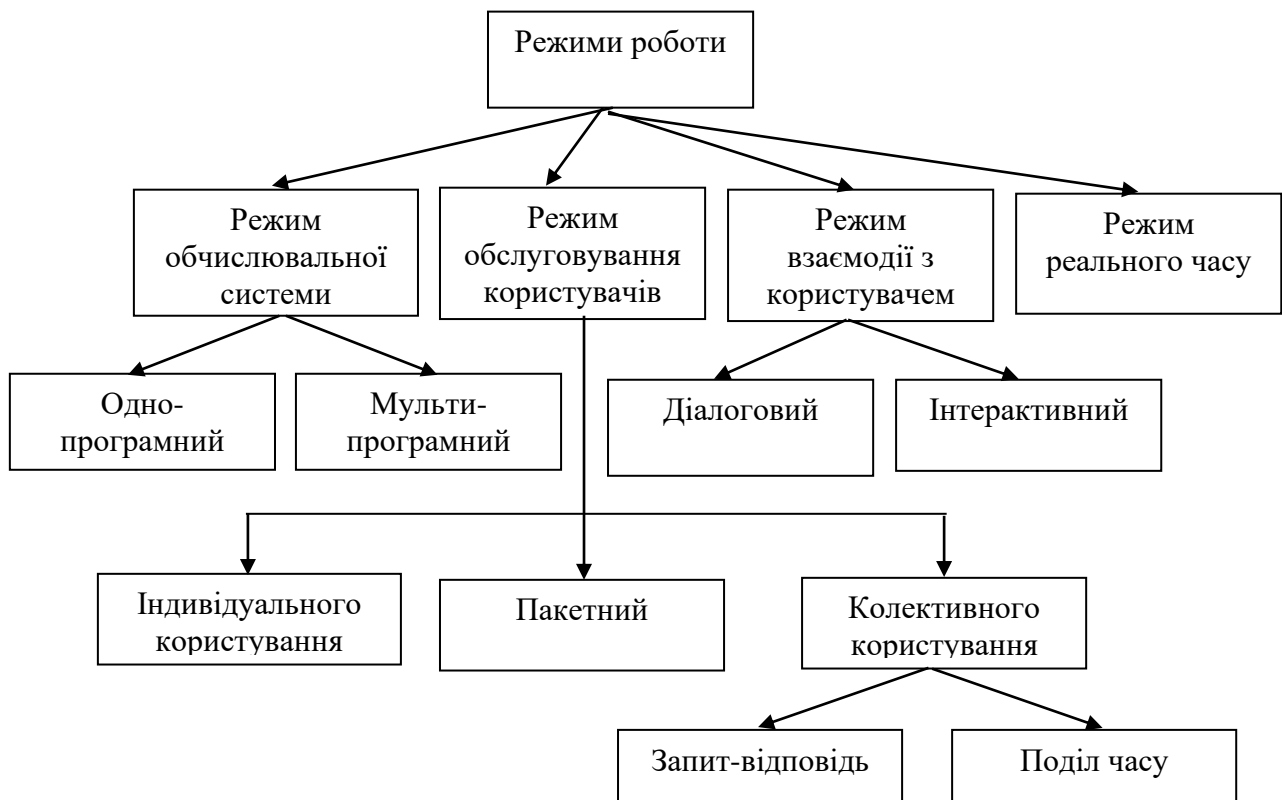 Режими роботи
Режим
обчислювальної
системи
Режим
обслуговування
користувачів
Режим
взаємодії з
користувачем
Режим
реального часу
Одно-
програмний
Мульти-
програмний
Діалоговий
Інтерактивний
Індивідуального
користування
Пакетний
Колективного
користування
Запит-відповідь
Поділ часу